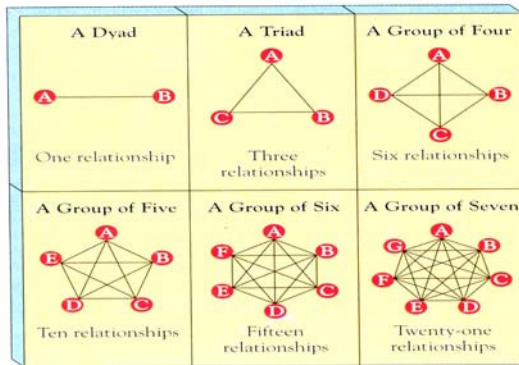 A Dyad
A
B
One relationship
A Triad
A
C
B
Three
relationships
A Group of Four
A
D
B
C
Six relationships
A Group of Five
A
E
B
D
C
Ten relationships
A Group of Six
A
F
B
E
C
D
Fifteen
relationships
A Group of Seven
A
G
B
F
C
E
D
Twenty-one
relationships